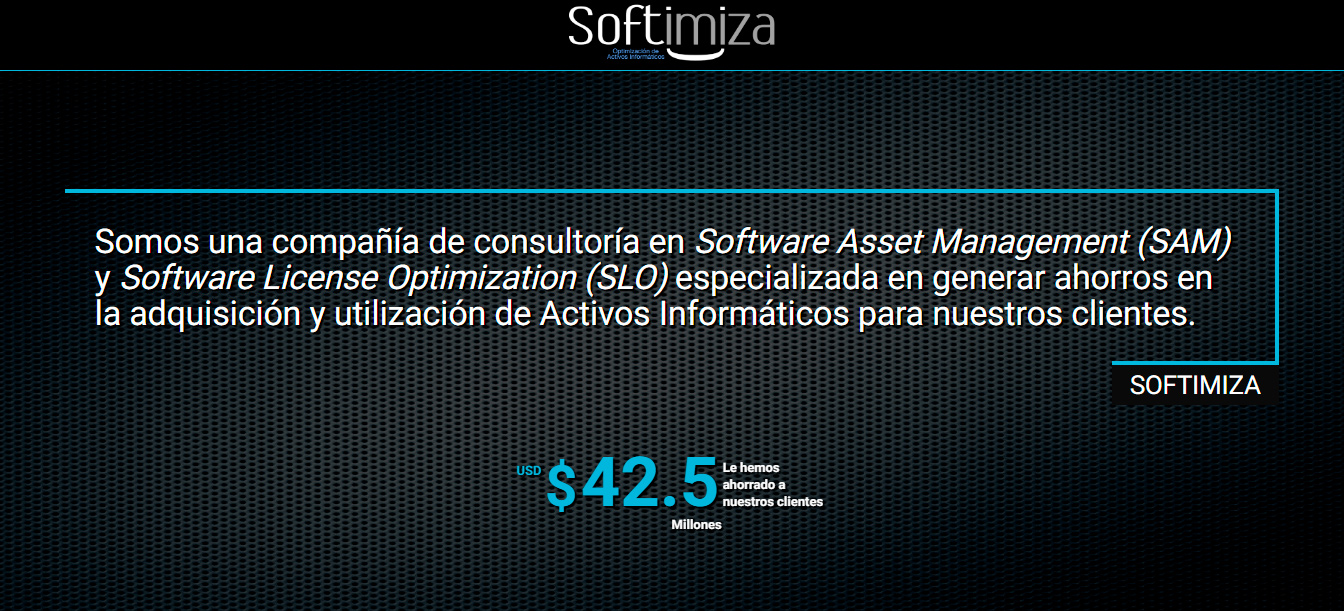 Softimiza
Optimización de
Activos Informáticos
Somos una compañía de consultoría en Software Asset Management (SAM)
y Software License Optimization (SLO) especializada en generar ahorros en
la adquisición y utilización de Activos Informáticos para nuestros clientes.
SOFTIMIZA
USD $42.5
Millones
Le hemos
ahorrado a
nuestros clientes